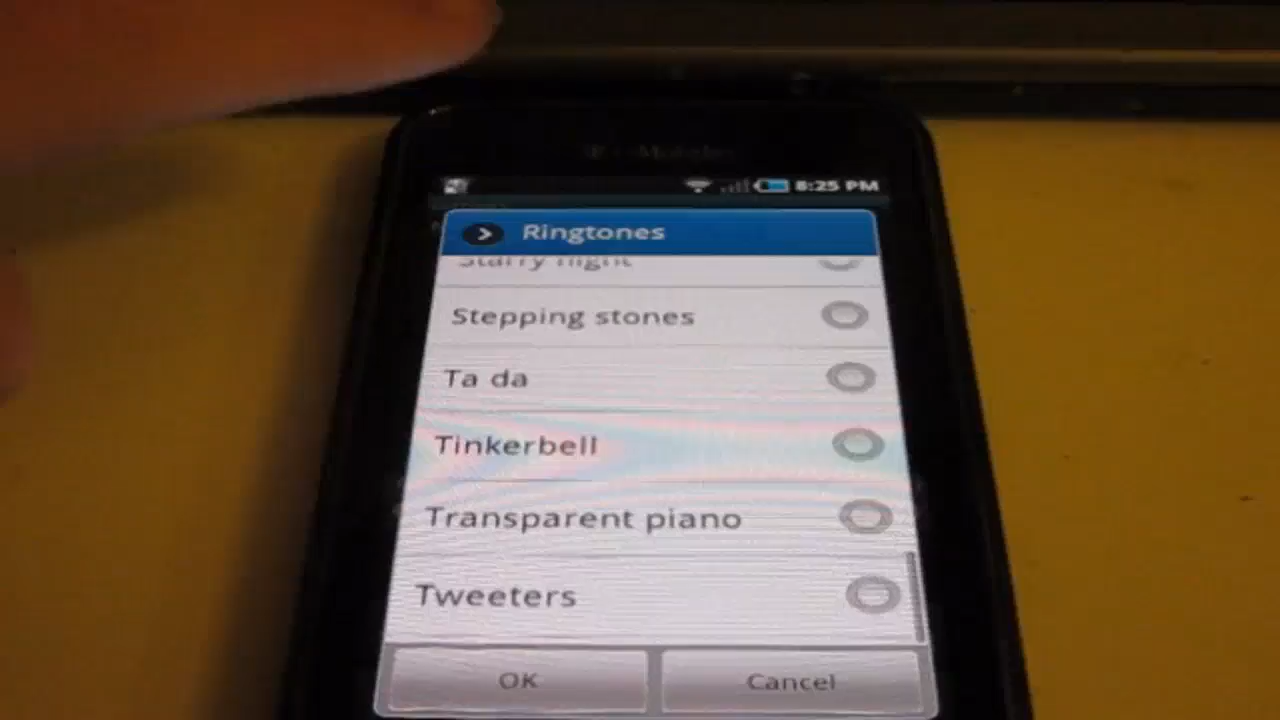 8:25 PM
Ringtones
Starry night
Stepping stones
Ta da
Tinkerbell
Transparent piano
Tweeters
OK Cancel